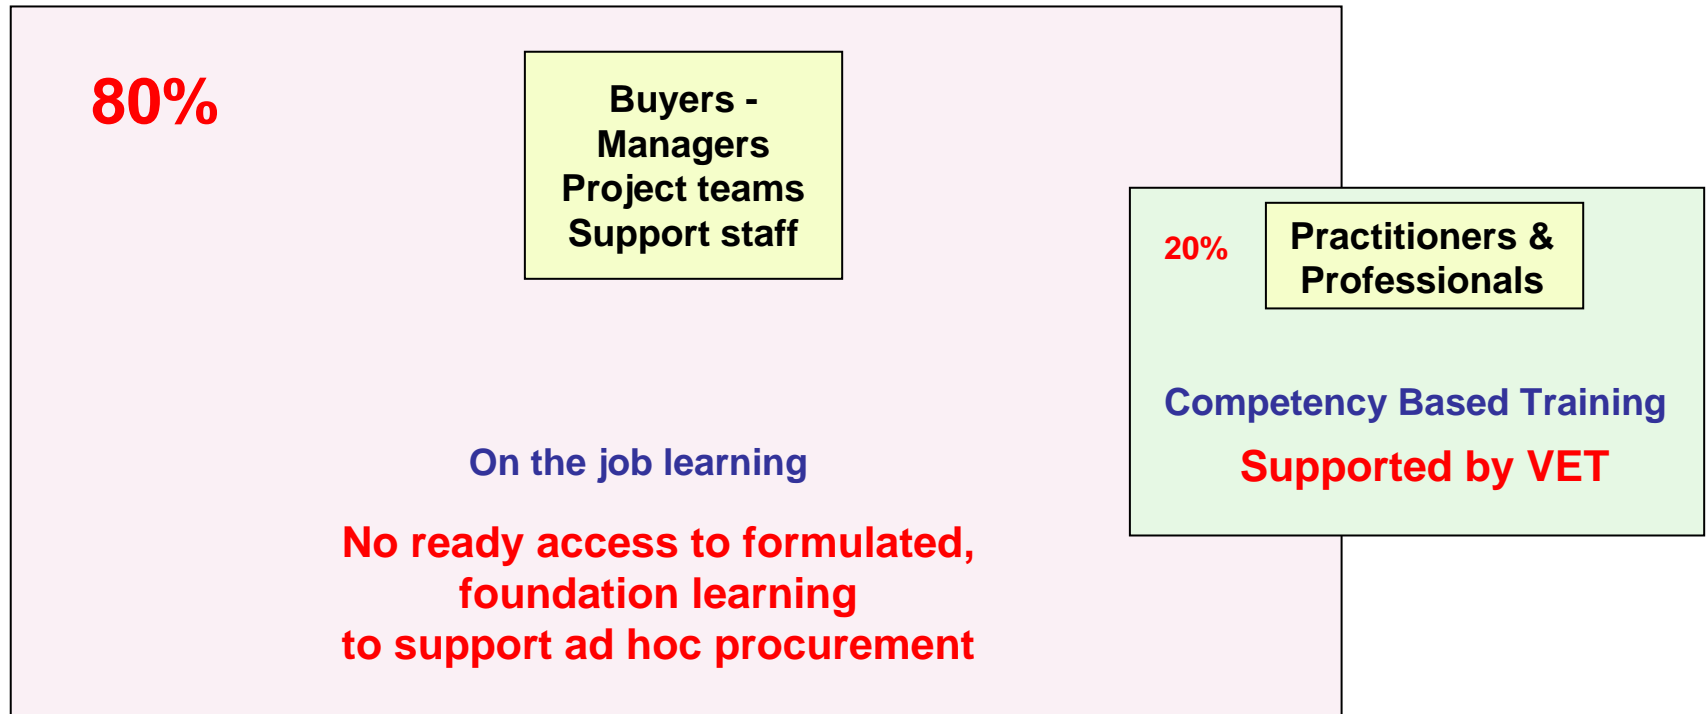 80%
Buyers -
Managers
Project teams
Support staff
On the job learning
No ready access to formulated,
foundation learning
to support ad hoc procurement
20%
Practitioners &
Professionals
Competency Based Training
Supported by VET